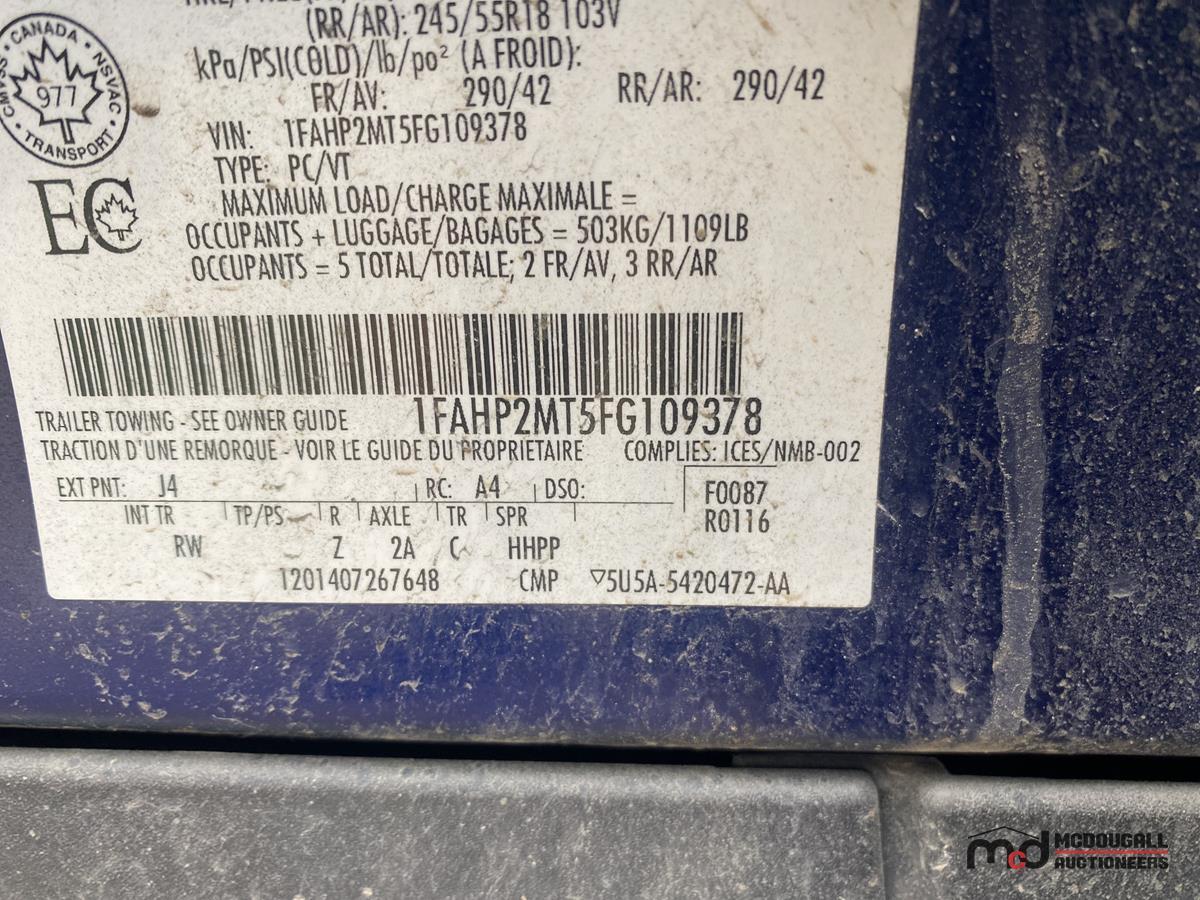 (RR/AR): 245/55R18 103V
kPa/PSI(COLD)/lb/po² (A FROID):
FR/AV: 290/42 RR/AR: 290/42
VIN: 1FAHP2MT5FG109378
TYPE: PC/VT
MAXIMUM LOAD/CHARGE MAXIMALE =
OCCUPANTS + LUGGAGE/BAGAGES = 503KG/1109LB
OCCUPANTS = 5 TOTAL/TOTALE; 2 FR/AV, 3 RR/AR
CANADA
CMVSS
NSVAC
977
TRANSPORT
EC
1FAHP2MT5FG109378
TRAILER TOWING - SEE OWNER GUIDE
TRACTION D'UNE REMORQUE - VOIR LE GUIDE DU PROPRIETAIRE COMPLIES: ICES/NMB-002
EXT PNT: J4 RC: A4 DSO: F0087
INT TR TP/PS R AXLE TR SPR R0116
RW Z 2A C HHPP
1201407267648 CMP ▽5U5A-5420472-AA
mcd MCDOUGALL
AUCTIONEERS